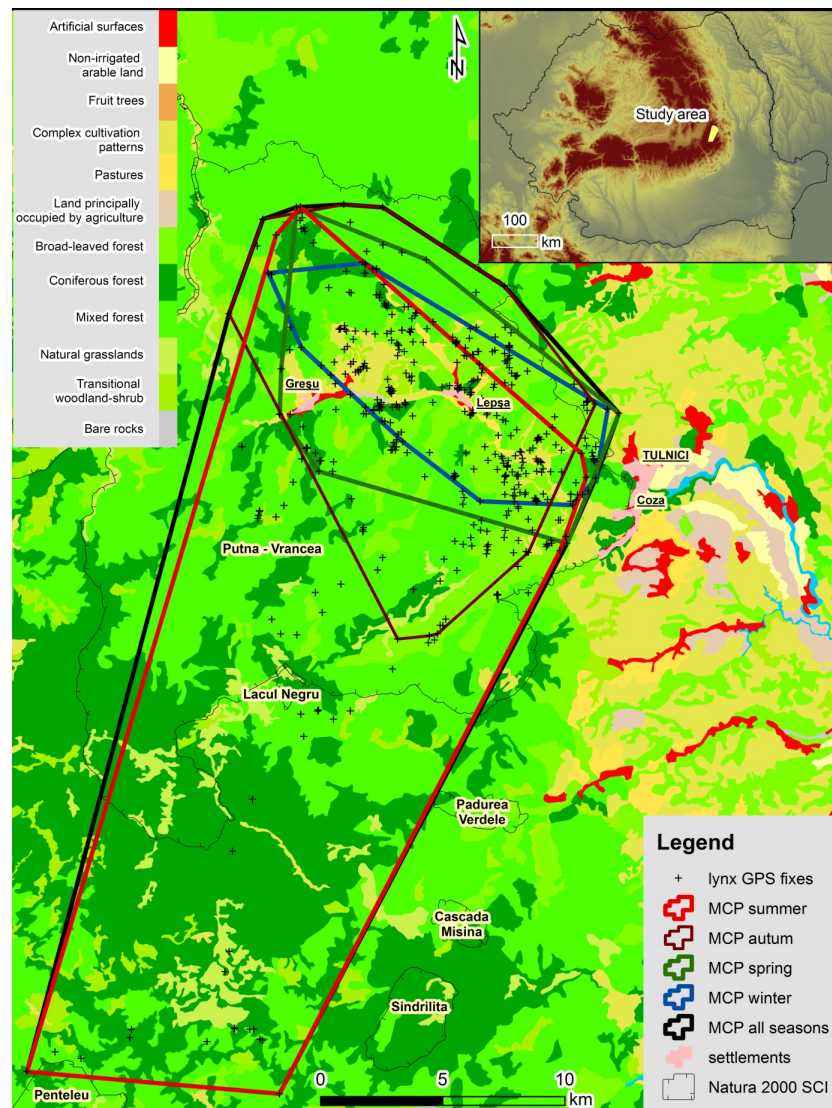 Artificial surfaces
Non-irrigated
arable land
Fruit trees
Complex cultivation
patterns
Pastures
Land principally
occupied by agriculture
Broad-leaved forest
Coniferous forest
Mixed forest
Natural grasslands
Transitional
woodland-shrub
Bare rocks
N
Study area
100
km
Greşu
Lepşa
TULNICI
Coza
Putna - Vrancea
Lacul Negru
Padurea
Verdele
Cascada
Misina
Sindrilita
Penteleu
0 5 10
km
Legend
lynx GPS fixes
MCP summer
MCP autum
MCP spring
MCP winter
MCP all seasons
settlements
Natura 2000 SCI